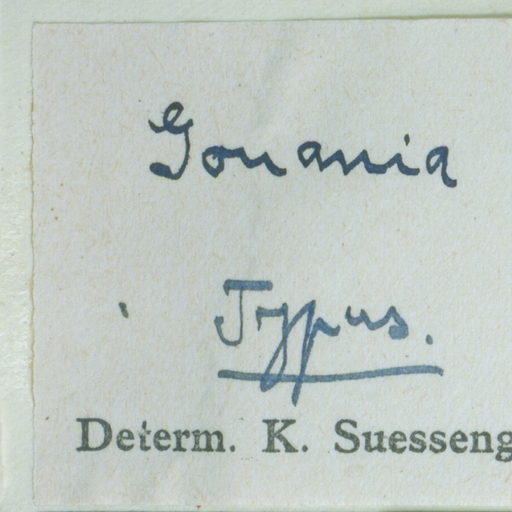 Gouania
Typus.
Determ. K. Suesseng